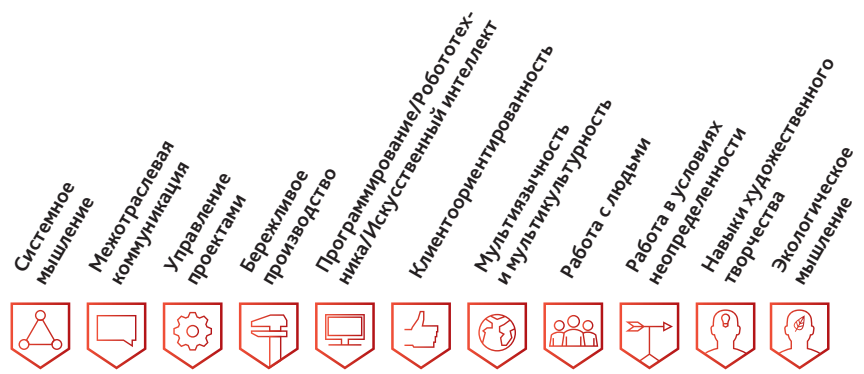 Системное
мышление
Межотраслевая
коммуникация
Управление
проектами
Бережливое
производство
Программирование/Робототех-
ника/Искусственный интеллект
Клиентоориентированность
Мультиязычность
и мультикультурность
Работа с людьми
Работа в условиях
неопределенности
Навыки художественного
творчества
Экологическое
мышление